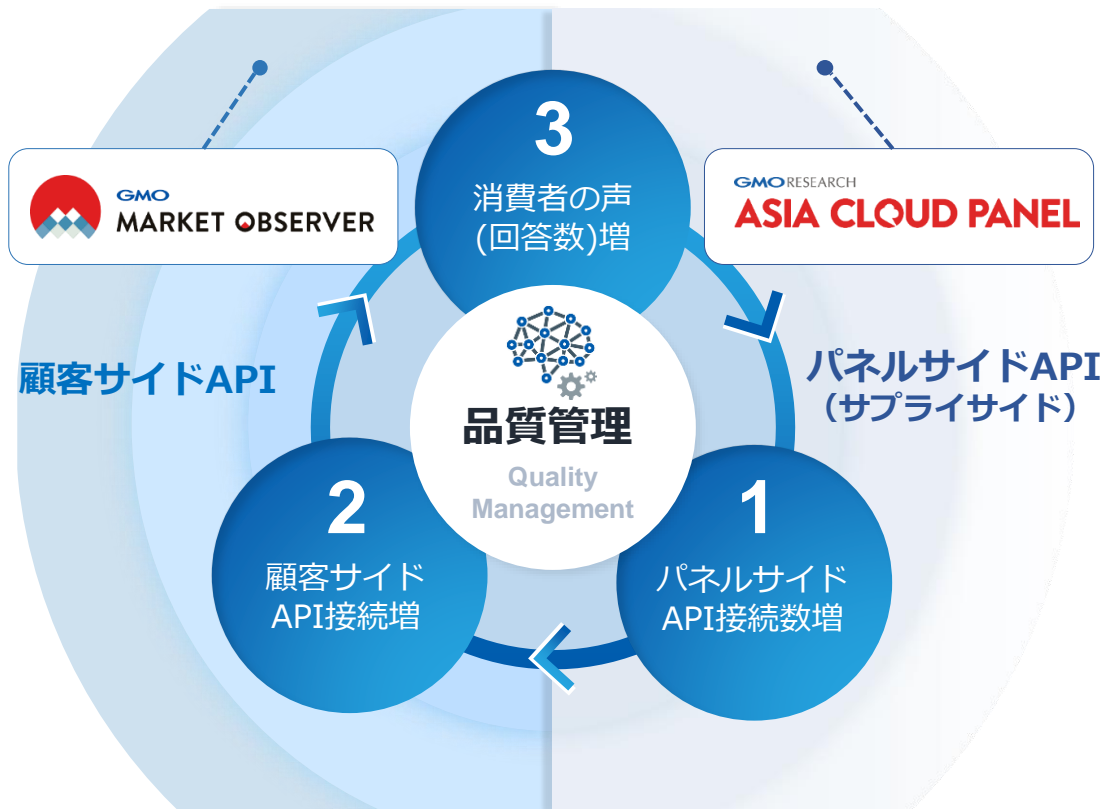 3
消費者の声
(回答数)増
GMO
MARKET OBSERVER
GMO RESEARCH
ASIA CLOUD PANEL
顧客サイドAPI
パネルサイドAPI
（サプライサイド）
品質管理
Quality
Management
2
顧客サイド
API接続増
1
パネルサイド
API接続数増